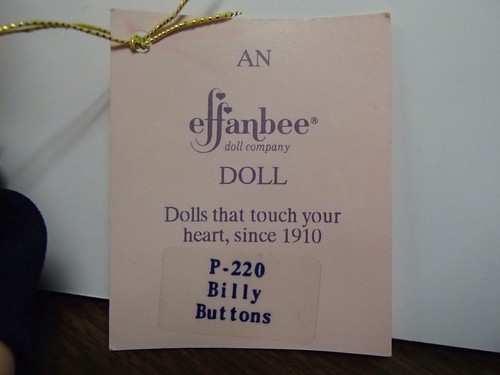 AN
effanbee®
doll company
DOLL
Dolls that touch your
heart, since 1910
P-220
Billy
Buttons